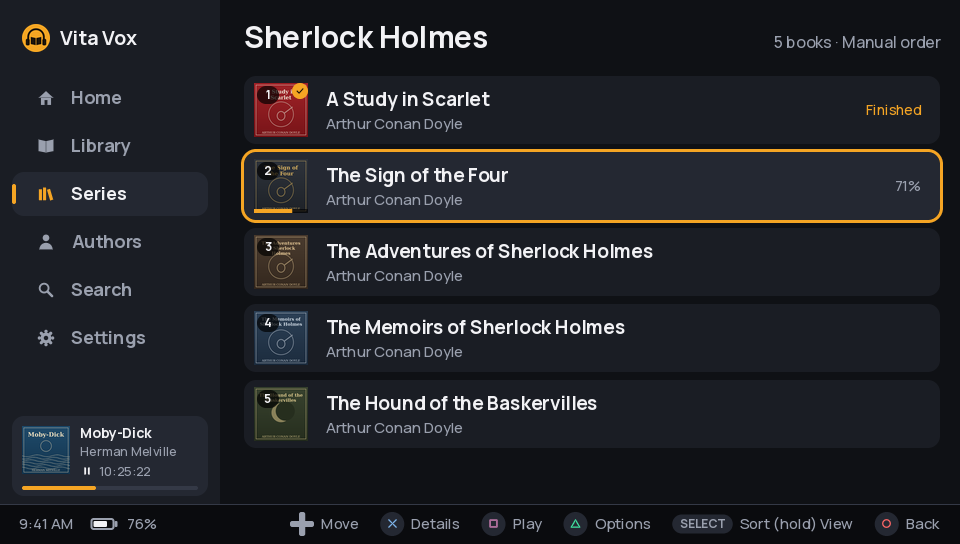 Vita Vox
Home
Library
Series
Authors
Search
Settings
Moby-Dick
Moby-Dick
Herman Melville
10:25:22
Sherlock Holmes
5 books · Manual order
1
A Study in Scarlet
Arthur Conan Doyle
Finished
2
The Sign of the Four
Arthur Conan Doyle
71%
3
The Adventures of Sherlock Holmes
Arthur Conan Doyle
4
The Memoirs of Sherlock Holmes
Arthur Conan Doyle
5
The Hound of the Baskervilles
Arthur Conan Doyle
9:41 AM
76%
Move
Details
Play
Options
SELECT Sort (hold) View
Back